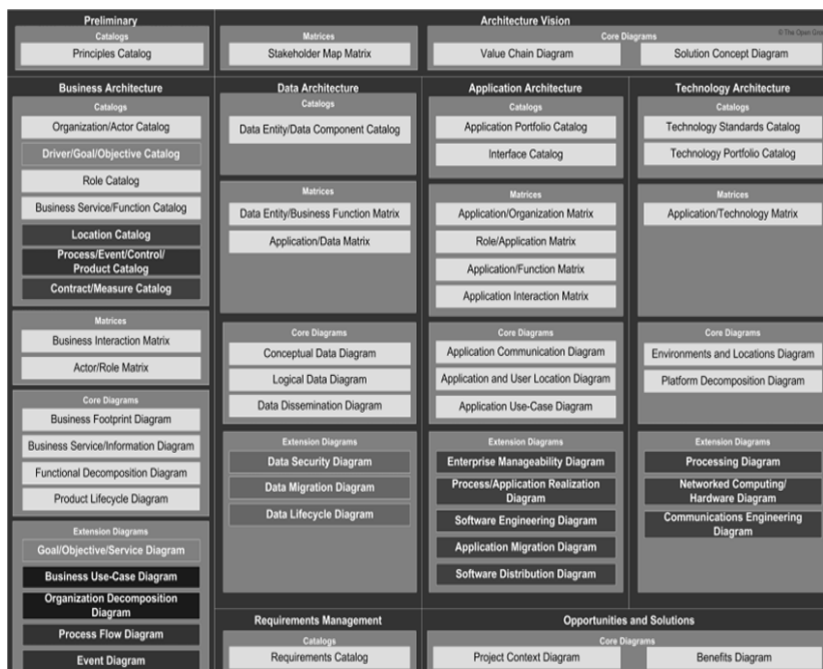 Preliminary
Catalogs
Principles Catalog
Architecture Vision
© The Open
Matrices
Stakeholder Map Matrix
Core Diagrams
Value Chain Diagram
Solution Concept Diagram
Business Architecture
Catalogs
Organization/Actor Catalog
Driver/Goal/Objective Catalog
Role Catalog
Business Service/Function Catalog
Location Catalog
Process/Event/Control/
Product Catalog
Contract/Measure Catalog
Matrices
Business Interaction Matrix
Actor/Role Matrix
Core Diagrams
Business Footprint Diagram
Business Service/Information Diagram
Functional Decomposition Diagram
Product Lifecycle Diagram
Extension Diagrams
Goal/Objective/Service Diagram
Business Use-Case Diagram
Organization Decomposition
Diagram
Process Flow Diagram
Event Diagram
Data Architecture
Catalogs
Data Entity/Data Component Catalog
Matrices
Data Entity/Business Function Matrix
Application/Data Matrix
Core Diagrams
Conceptual Data Diagram
Logical Data Diagram
Data Dissemination Diagram
Extension Diagrams
Data Security Diagram
Data Migration Diagram
Data Lifecycle Diagram
Application Architecture
Catalogs
Application Portfolio Catalog
Interface Catalog
Matrices
Application/Organization Matrix
Role/Application Matrix
Application/Function Matrix
Application Interaction Matrix
Core Diagrams
Application Communication Diagram
Application and User Location Diagram
Application Use-Case Diagram
Extension Diagrams
Enterprise Manageability Diagram
Process/Application Realization
Diagram
Software Engineering Diagram
Application Migration Diagram
Software Distribution Diagram
Technology Architecture
Catalogs
Technology Standards Catalog
Technology Portfolio Catalog
Matrices
Application/Technology Matrix
Core Diagrams
Environments and Locations Diagram
Platform Decomposition Diagram
Extension Diagrams
Processing Diagram
Networked Computing/
Hardware Diagram
Communications Engineering
Diagram
Requirements Management
Catalogs
Requirements Catalog
Opportunities and Solutions
Core Diagrams
Project Context Diagram
Benefits Diagram